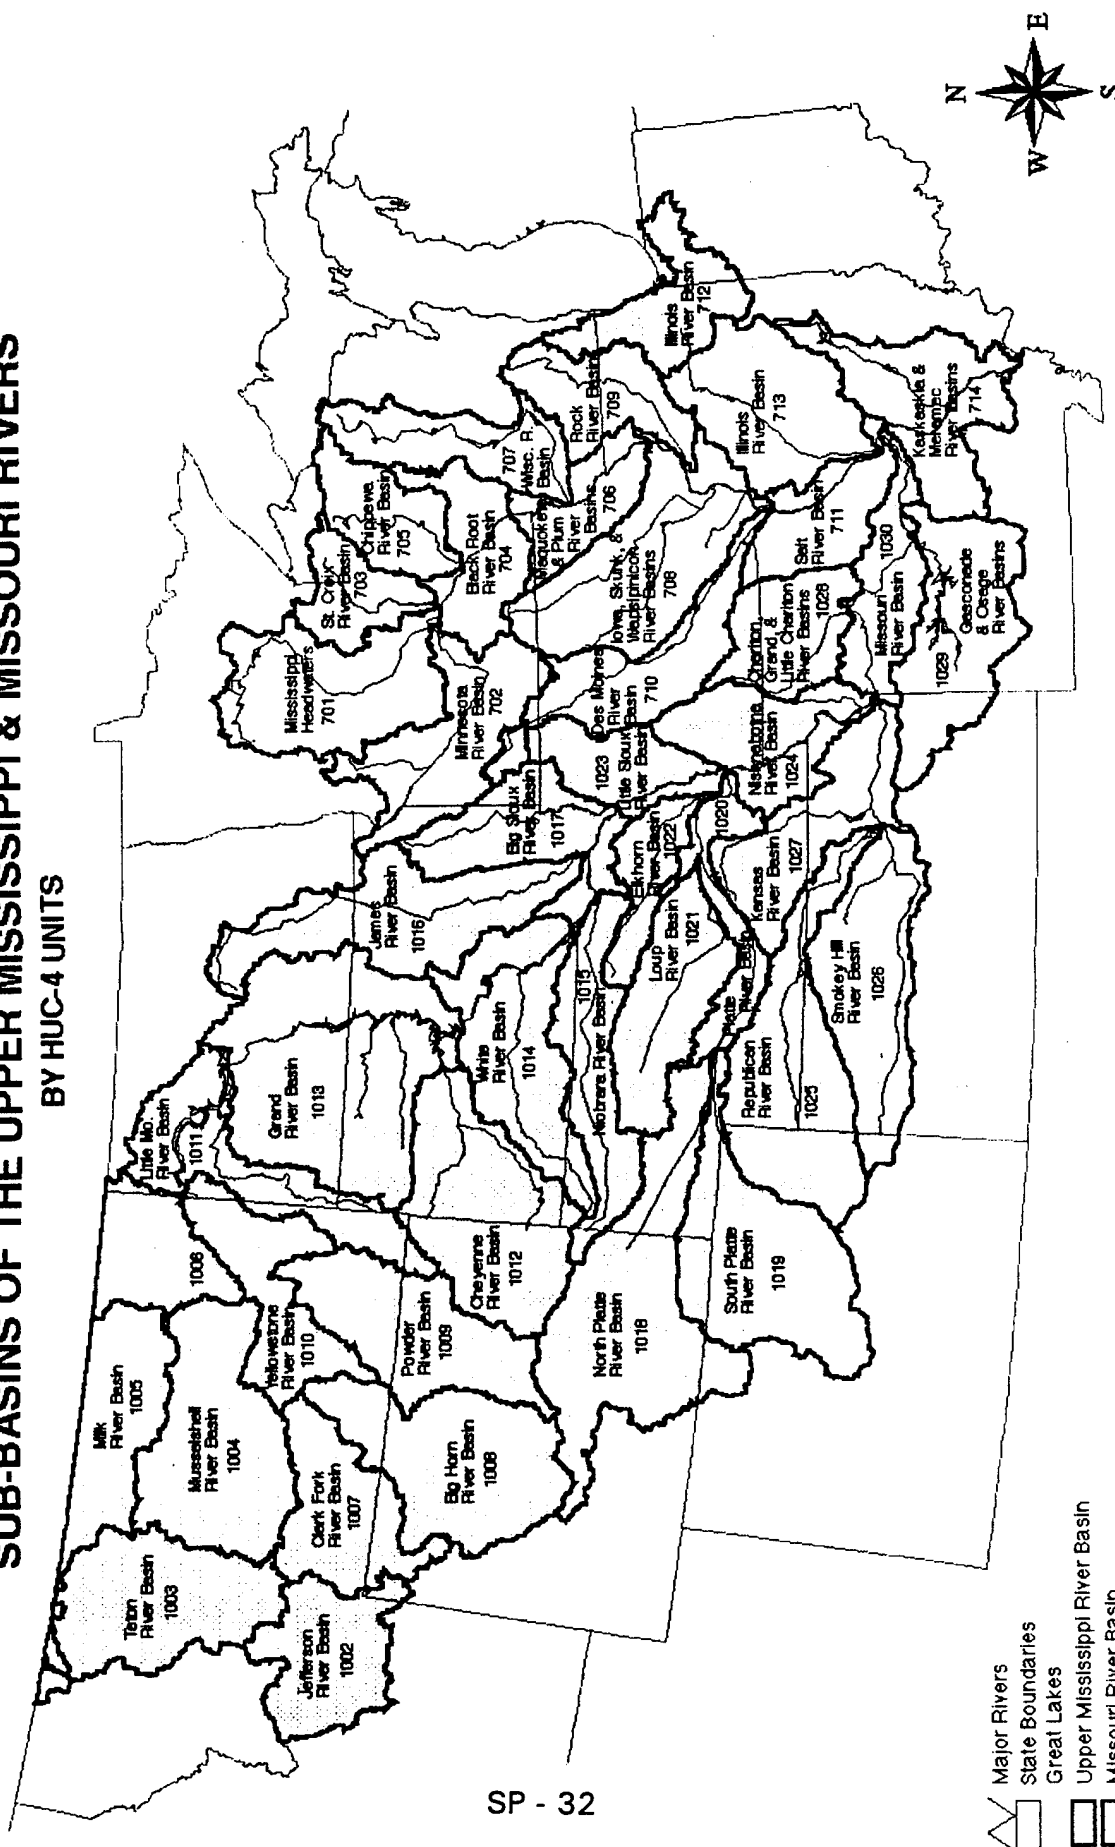 SUB-BASINS OF THE UPPER MISSISSIPPI & MISSOURI RIVERS
BY HUC-4 UNITS
N
E
S
W
Teton
River Basin
1003
Jefferson
River Basin
1002
Milk
River Basin
1005
Musselshell
River Basin
1004
Clark Fork
River Basin
1007
1006
Yellowstone
River Basin
1010
Big Horn
River Basin
1008
Powder
River Basin
1009
Little Mo.
River Basin
1011
Grand
River Basin
1013
Cheyenne
River Basin
1012
North Platte
River Basin
1018
South Platte
River Basin
1019
White
River Basin
1014
Niobrara River Basin
1015
James
River Basin
1016
Big Sioux
River Basin
1017
Loup
River Basin
1021
Elkhorn
River Basin
1022
1020
Platte
River Basin
Republican
River Basin
1025
Smokey Hill
River Basin
1026
Kansas
River Basin
1027
1023
Little Sioux
River Basin
Nishnabotna
River Basin
1024
Chariton
Grand, &
Little Chariton
River Basins
1028
1029
Gasconade
& Osage
River Basins
Missouri
River Basin
1030
Mississippi
Headwaters
701
Minnesota
River Basin
702
St. Croix
River Basin
703
Chippewa
River Basin
705
Black Root
River Basin
704
707
Wisc. R.
Basin
Maquoketa
& Plum
River
Basins
706
Iowa, Skunk, &
Wapsipinicon
River Basins
708
Des Moines
River
Basin
710
Rock
River Basin
709
Illinois
River Basin
712
Illinois
River Basin
713
Salt
River Basin
711
Kaskaskia &
Meramec
River Basins
714
Major Rivers
State Boundaries
Great Lakes
Upper Mississippi River Basin
Missouri River Basin
SP - 32